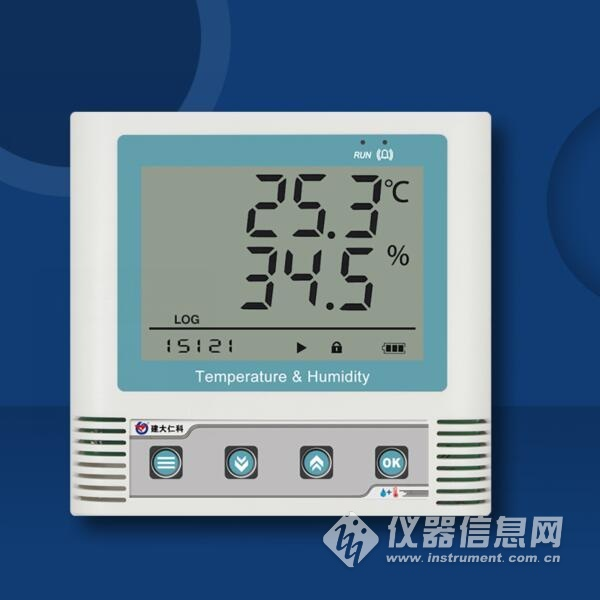 RUN
25.3℃
34.5%
LOG
15121
Temperature & Humidity
建大仁科
OK
仪器信息网
www.instrument.com.cn